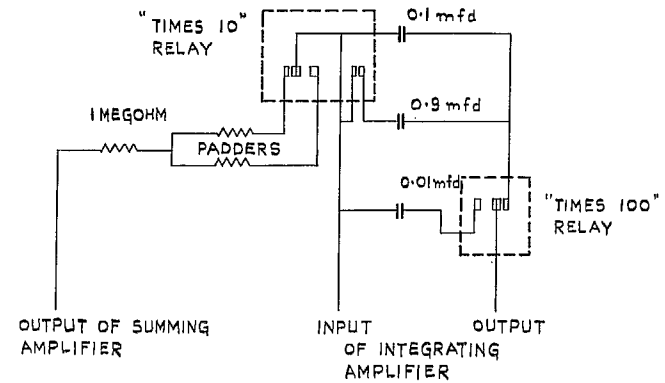 "TIMES 10"
RELAY
0.1 mfd
1 MEGOHM
PADDERS
0.9 mfd
0.01mfd
"TIMES 100"
RELAY
OUTPUT OF SUMMING
AMPLIFIER
INPUT OUTPUT
OF INTEGRATING
AMPLIFIER